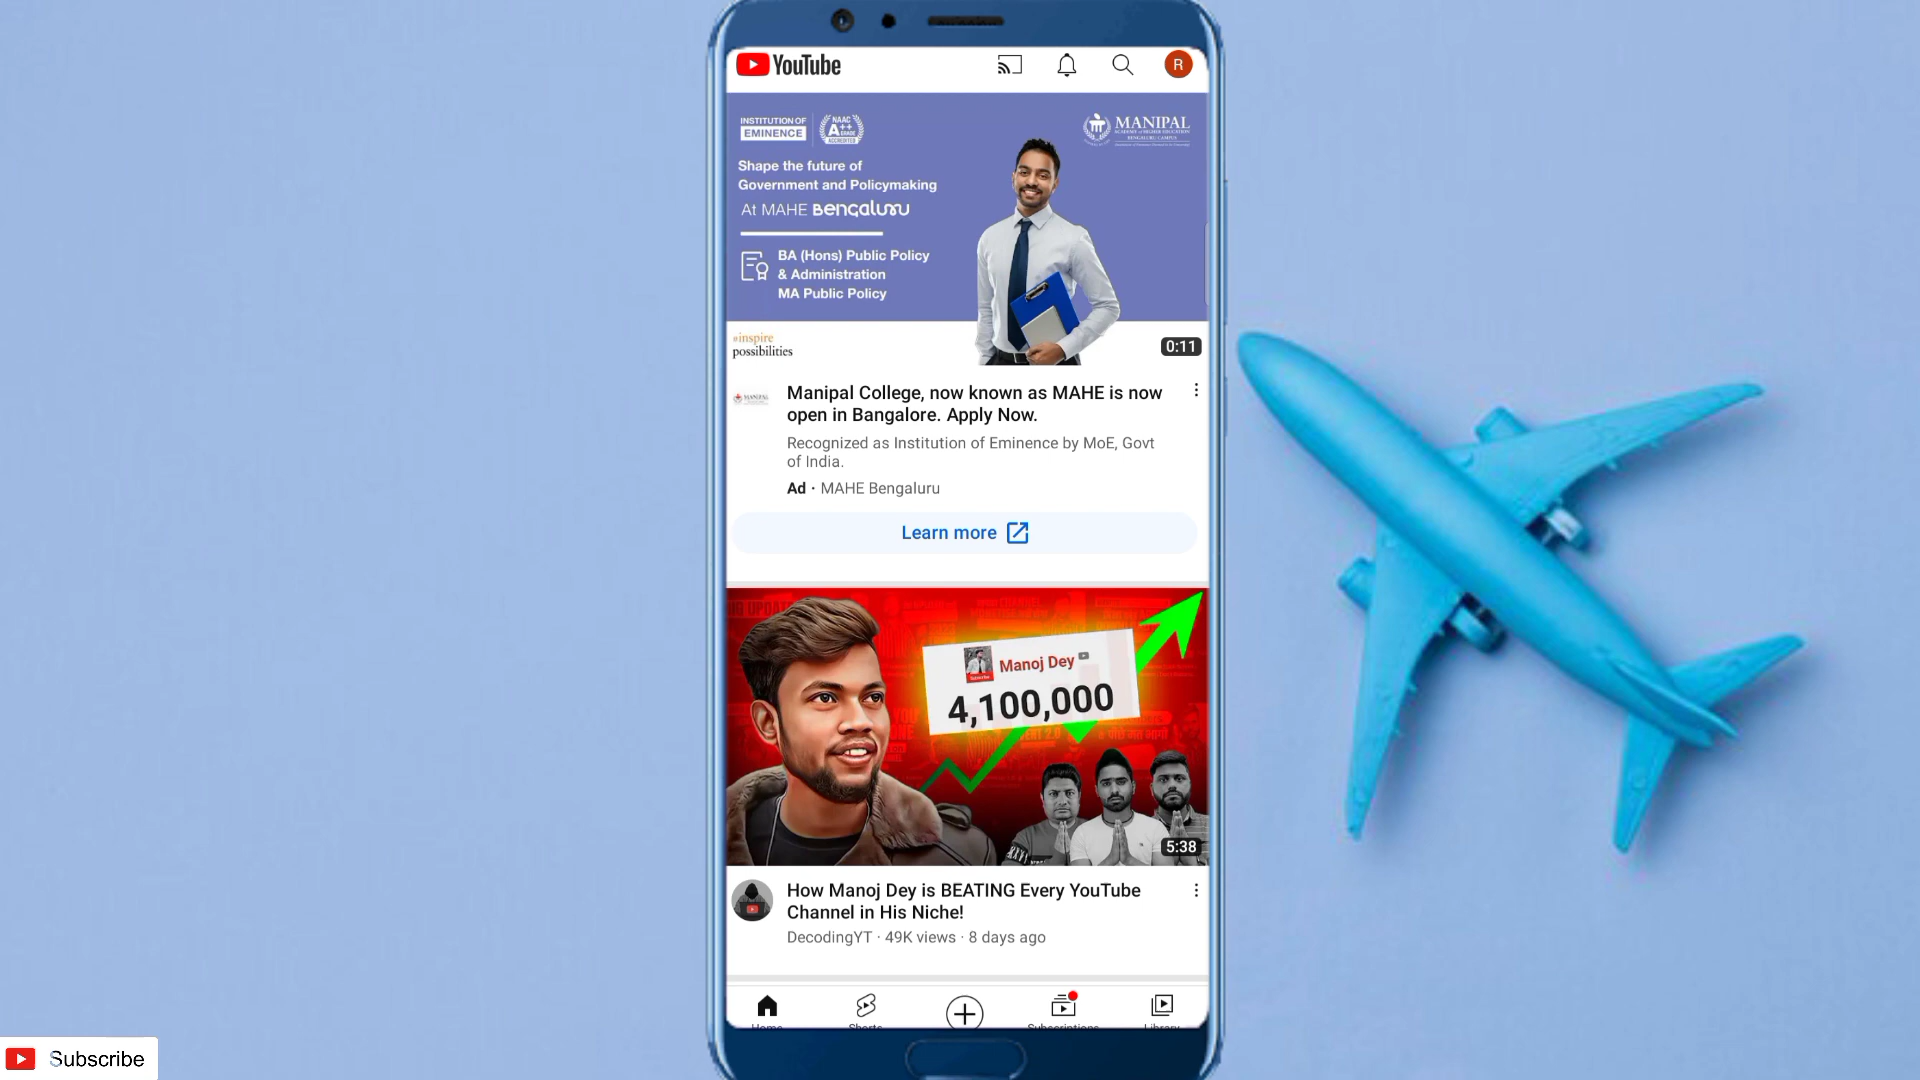 YouTube
R
INSTITUTION OF
EMINENCE
NAAC
A++
GRADE
ACCREDITED
MANIPAL
ACADEMY of HIGHER EDUCATION
BENGALURU CAMPUS
Shape the future of
Government and Policymaking
At MAHE Bengaluru
BA (Hons) Public Policy
& Administration
MA Public Policy
#inspire
possibilities
0:11
MANIPAL
Manipal College, now known as MAHE is now
open in Bangalore. Apply Now.
Recognized as Institution of Eminence by MoE, Govt
of India.
Ad · MAHE Bengaluru
Learn more
Manoj Dey
Subscribe
4,100,000
5:38
How Manoj Dey is BEATING Every YouTube
Channel in His Niche!
DecodingYT · 49K views · 8 days ago
Home
Shorts
Subscriptions
Library
Subscribe